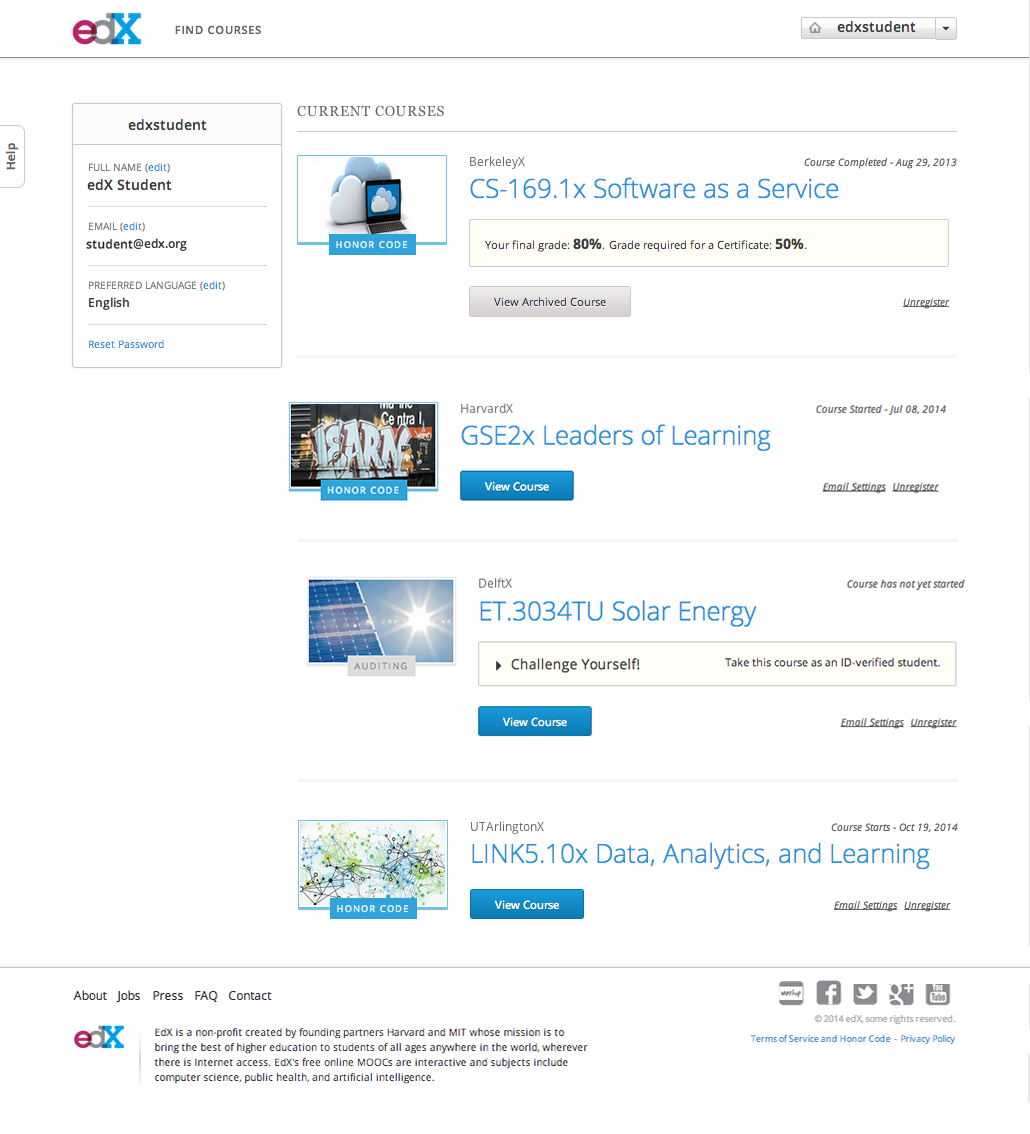 edX
FIND COURSES
edxstudent
Help
edxstudent
FULL NAME (edit)
edX Student
EMAIL (edit)
student@edx.org
PREFERRED LANGUAGE (edit)
English
Reset Password
CURRENT COURSES
HONOR CODE
BerkeleyX
Course Completed - Aug 29, 2013
CS-169.1x Software as a Service
Your final grade: 80%. Grade required for a Certificate: 50%.
View Archived Course
Unregister
Central
LEARN
HONOR CODE
HarvardX
Course Started - Jul 08, 2014
GSE2x Leaders of Learning
View Course
Email Settings Unregister
AUDITING
DelftX
Course has not yet started
ET.3034TU Solar Energy
Challenge Yourself!
Take this course as an ID-verified student.
View Course
Email Settings Unregister
HONOR CODE
UTArlingtonX
Course Starts - Oct 19, 2014
LINK5.10x Data, Analytics, and Learning
View Course
Email Settings Unregister
About Jobs Press FAQ Contact
edX
EdX is a non-profit created by founding partners Harvard and MIT whose mission is to
bring the best of higher education to students of all ages anywhere in the world, wherever
there is Internet access. EdX's free online MOOCs are interactive and subjects include
computer science, public health, and artificial intelligence.
meetup
You
Tube
© 2014 edX, some rights reserved.
Terms of Service and Honor Code - Privacy Policy